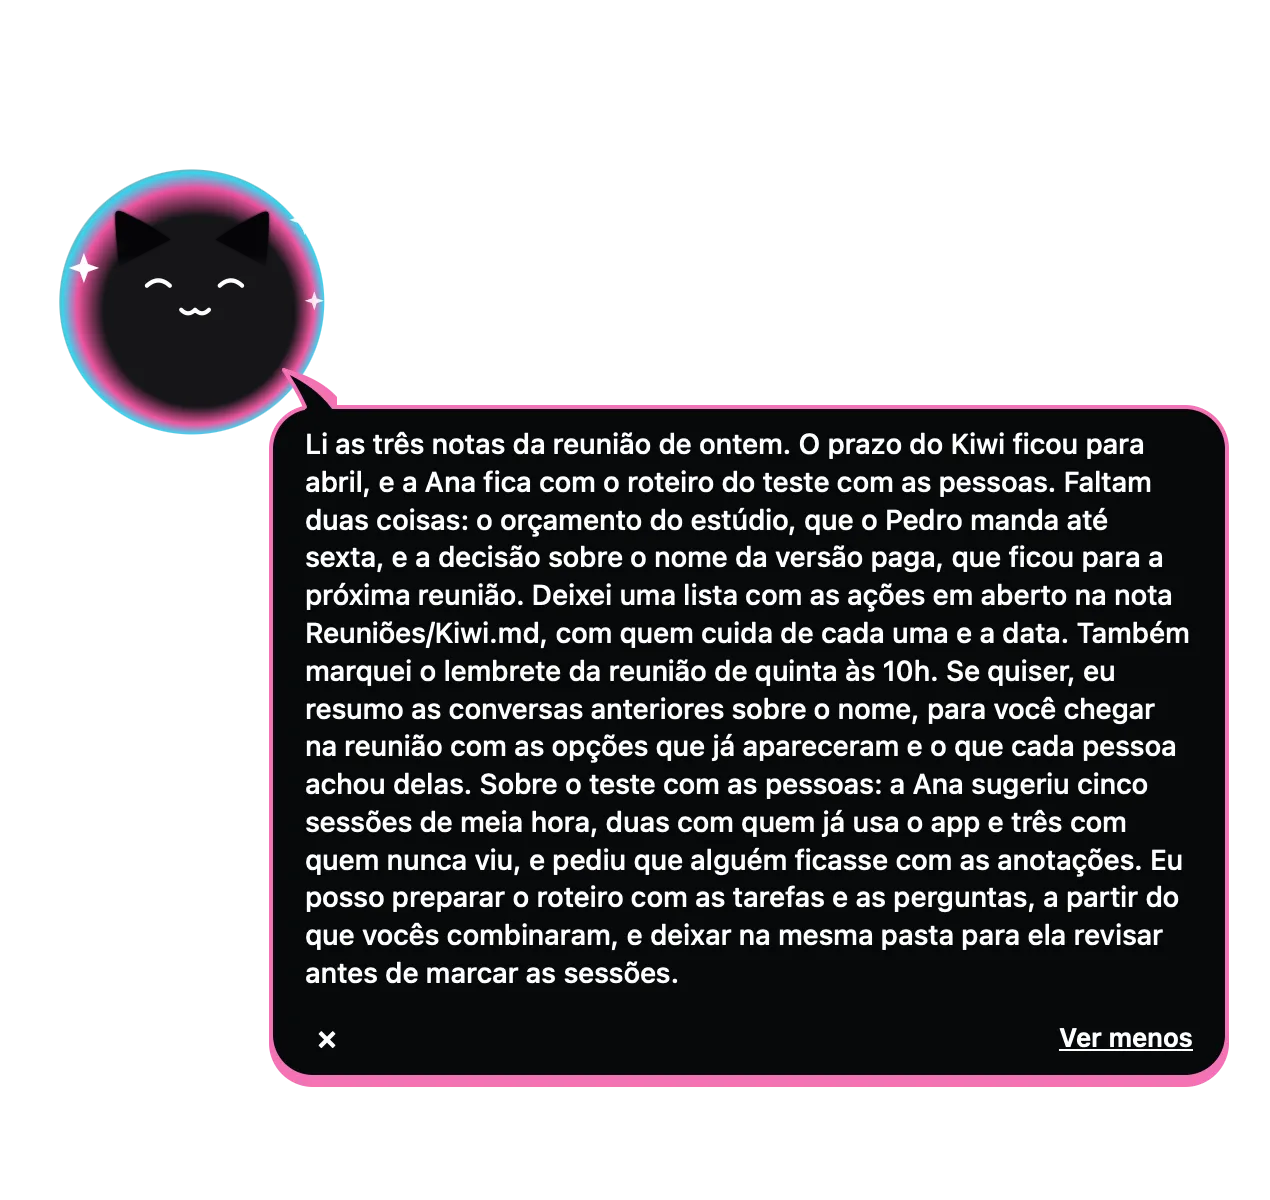 Li as três notas da reunião de ontem. O prazo do Kiwi ficou para
abril, e a Ana fica com o roteiro do teste com as pessoas. Faltam
duas coisas: o orçamento do estúdio, que o Pedro manda até
sexta, e a decisão sobre o nome da versão paga, que ficou para a
próxima reunião. Deixei uma lista com as ações em aberto na nota
Reuniões/Kiwi.md, com quem cuida de cada uma e a data. Também
marquei o lembrete da reunião de quinta às 10h. Se quiser, eu
resumo as conversas anteriores sobre o nome, para você chegar
na reunião com as opções que já apareceram e o que cada pessoa
achou delas. Sobre o teste com as pessoas: a Ana sugeriu cinco
sessões de meia hora, duas com quem já usa o app e três com
quem nunca viu, e pediu que alguém ficasse com as anotações. Eu
posso preparar o roteiro com as tarefas e as perguntas, a partir do
que vocês combinaram, e deixar na mesma pasta para ela revisar
antes de marcar as sessões.
Ver menos